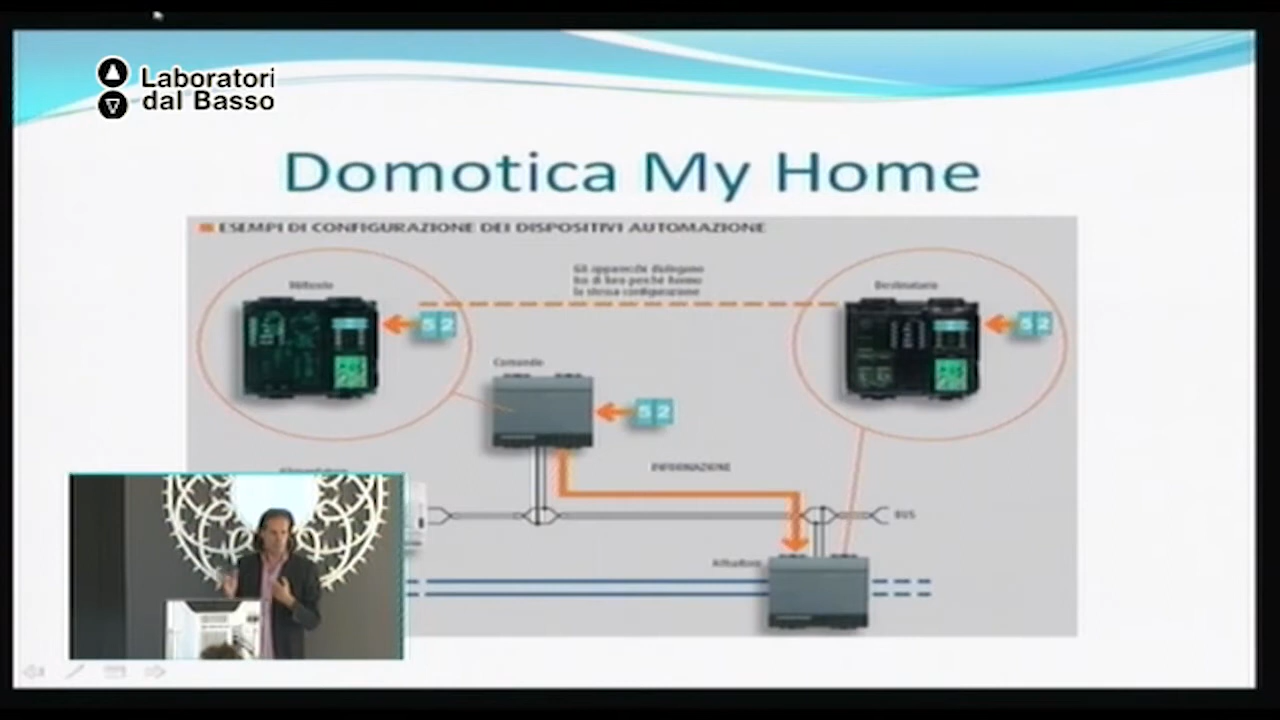 Laboratori
dal Basso
Domotica My Home
ESEMPI DI CONFIGURAZIONE DEI DISPOSITIVI AUTOMAZIONE
Gli apparecchi dialogano
tra di loro perché hanno
la stessa configurazione
Destinatario
5 2
5 2
Comando
5 2
INFORMAZIONE
BUS
Attuatore